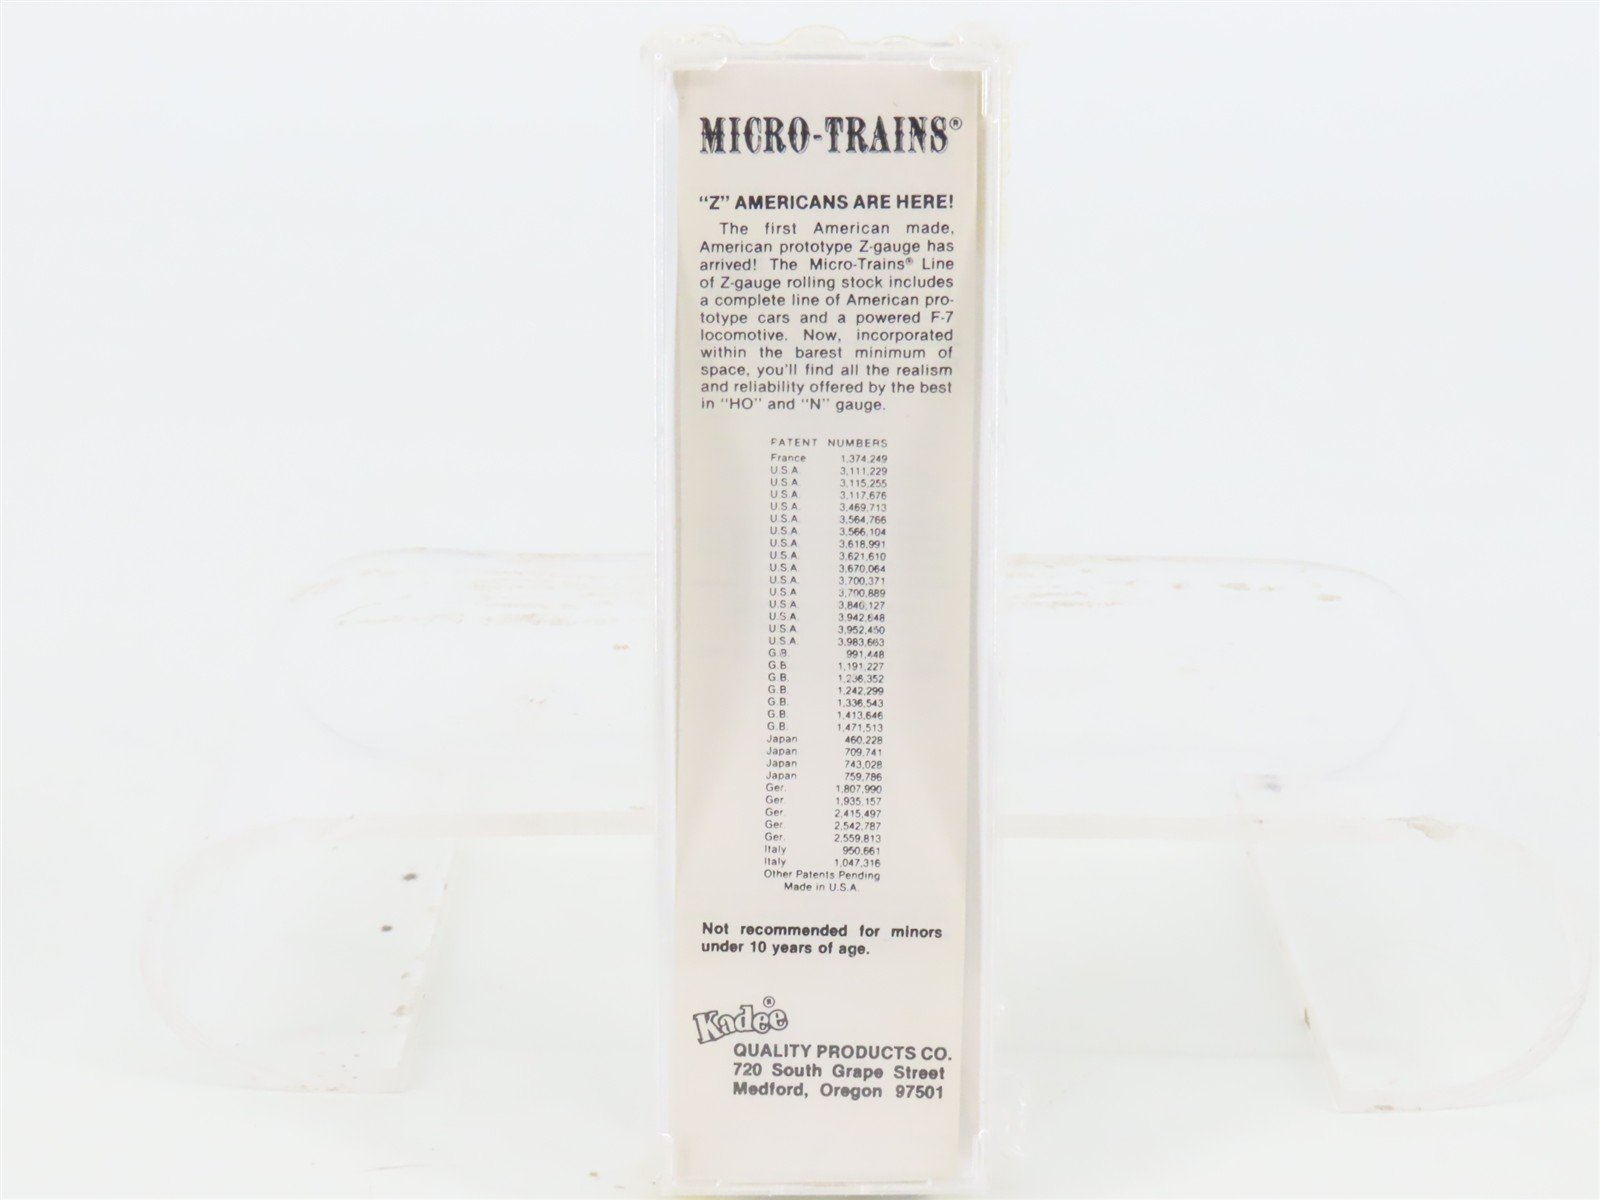 MICRO-TRAINS®
"Z" AMERICANS ARE HERE!
The first American made,
American prototype Z-gauge has
arrived! The Micro-Trains® Line
of Z-gauge rolling stock includes
a complete line of American pro-
totype cars and a powered F-7
locomotive. Now, incorporated
within the barest minimum of
space, you'll find all the realism
and reliability offered by the best
in "HO" and "N" gauge.
PATENT NUMBERS
France 1,374,249
U.S.A. 3,111,229
U.S.A. 3,115,255
U.S.A. 3,117,676
U.S.A. 3,469,713
U.S.A. 3,564,766
U.S.A. 3,566,104
U.S.A. 3,618,991
U.S.A. 3,621,610
U.S.A. 3,670,064
U.S.A. 3,700,371
U.S.A. 3,700,889
U.S.A. 3,840,127
U.S.A. 3,942,648
U.S.A. 3,952,450
U.S.A. 3,983,663
G.B. 991,448
G.B. 1,191,227
G.B. 1,236,352
G.B. 1,242,299
G.B. 1,336,543
G.B. 1,413,646
G.B. 1,471,513
Japan 460,228
Japan 709,741
Japan 743,028
Japan 759,786
Ger. 1,807,990
Ger. 1,935,157
Ger. 2,415,497
Ger. 2,542,787
Ger. 2,559,813
Italy 950,661
Italy 1,047,316
Other Patents Pending
Made in U.S.A.
Not recommended for minors
under 10 years of age.
Kadee®
QUALITY PRODUCTS CO.
720 South Grape Street
Medford, Oregon 97501